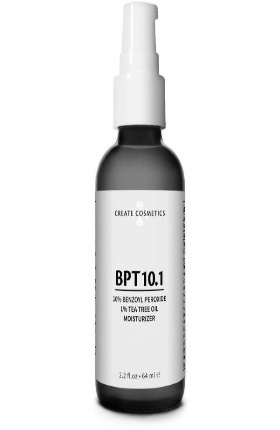 CREATE COSMETICS
BPT10.1
10% BENZOYL PEROXIDE
1% TEA TREE OIL
MOISTURIZER
2.2 fl.oz • 64 ml ℮